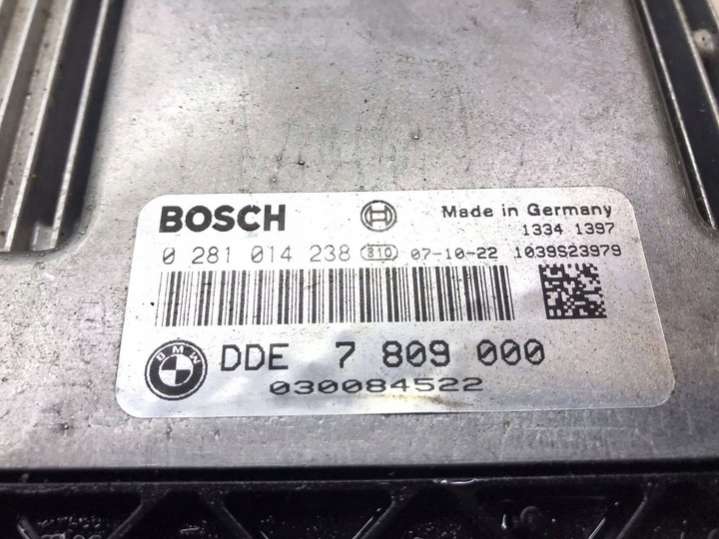 BOSCH Made in Germany
1334 1397
0 281 014 238 810 07-10-22 1039S23979
BMW DDE 7 809 000
030084522